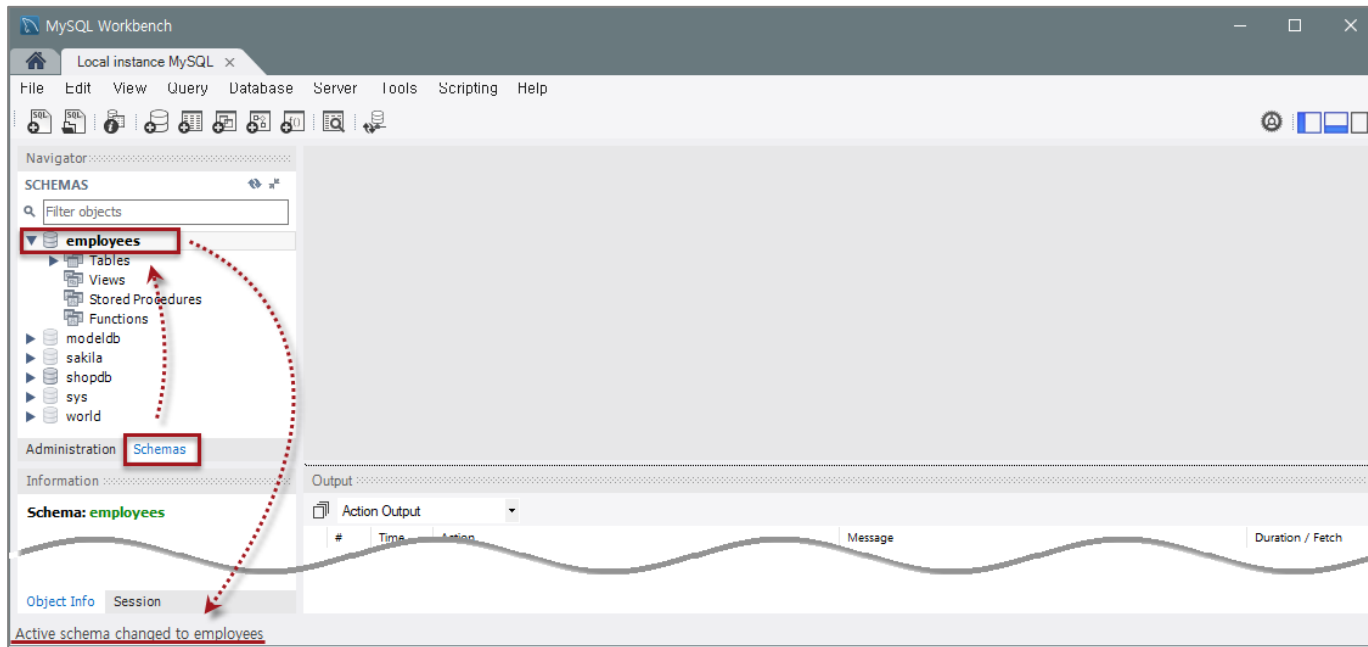 MySQL Workbench
Local instance MySQL
File Edit View Query Database Server Tools Scripting Help
Navigator
SCHEMAS
Filter objects
employees
Tables
Views
Stored Procedures
Functions
modeldb
sakila
shopdb
sys
world
Administration Schemas
Information
Schema: employees
Output
Action Output
# Time Action Message Duration / Fetch
Object Info Session
Active schema changed to employees